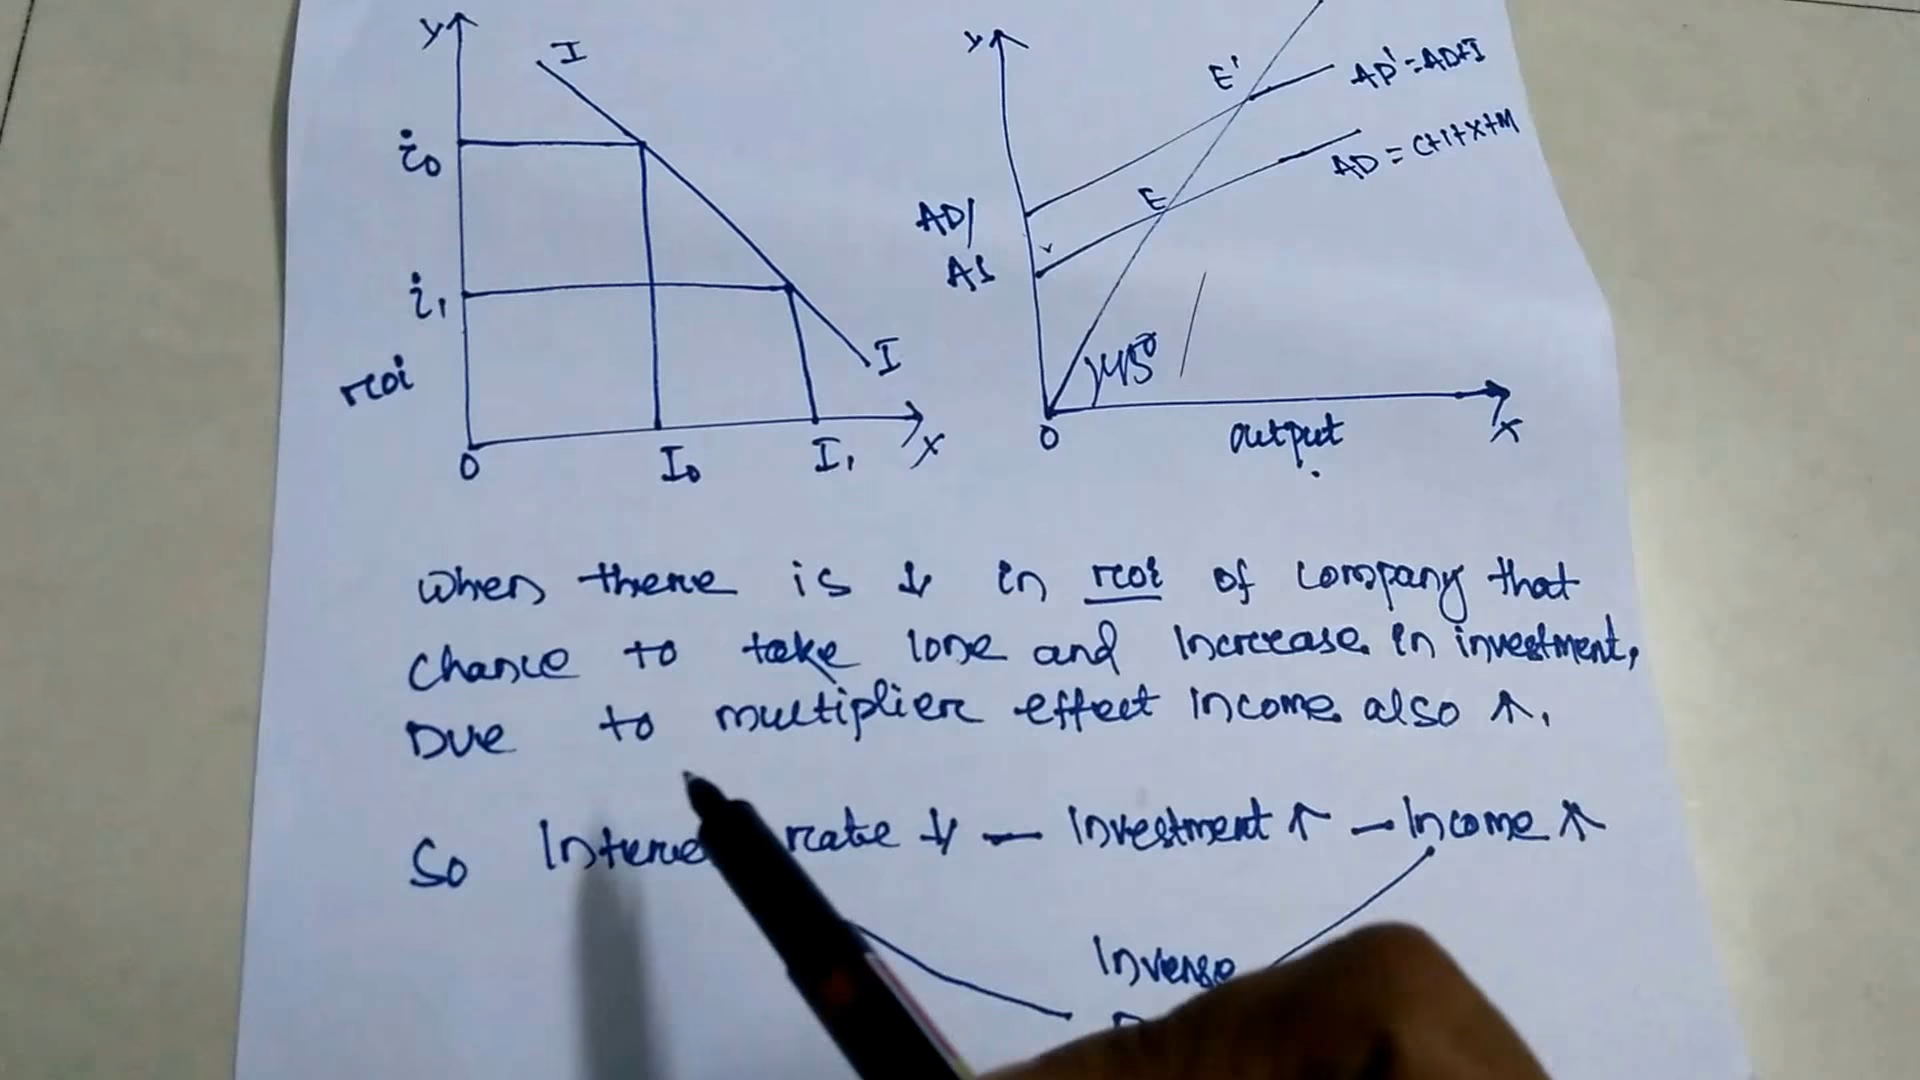 Y
I
i0
i1
roi
I
0
I0
I1
X
Y
E'
AD' = AD+I
AD = C+I+X+M
E
AD/
AS
45°
0
output
X
When there is ↓ in roi of company that
chance to take lone and increase in investment,
Due to multiplier effect income also ↑.
So rate ↓ — Investment ↑ — Income ↑
Inverse